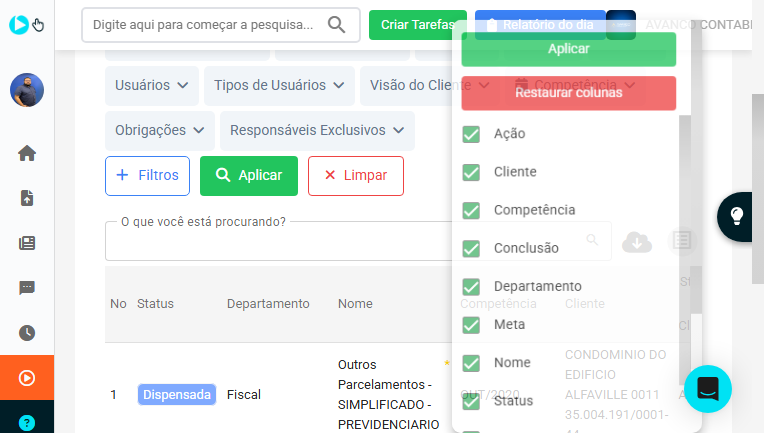 Digite aqui para começar a pesquisa...
Criar Tarefas
Relatório do dia
AVANÇO CONTABI
Aplicar
Usuários
Tipos de Usuários
Visão do Cliente
Competência
Restaurar colunas
Obrigações
Responsáveis Exclusivos
Ação
+ Filtros
Aplicar
× Limpar
Cliente
Competência
O que você está procurando?
Conclusão
Departamento
No
Status
Departamento
Nome
Competência
Cliente
St
Meta
Cl
Nome
Status
1
Dispensada
Fiscal
Outros
Parcelamentos -
SIMPLIFICADO -
PREVIDENCIARIO
*
OUT/2020
CONDOMINIO DO
EDIFICIO
ALFAVILLE 0011
35.004.191/0001-
A